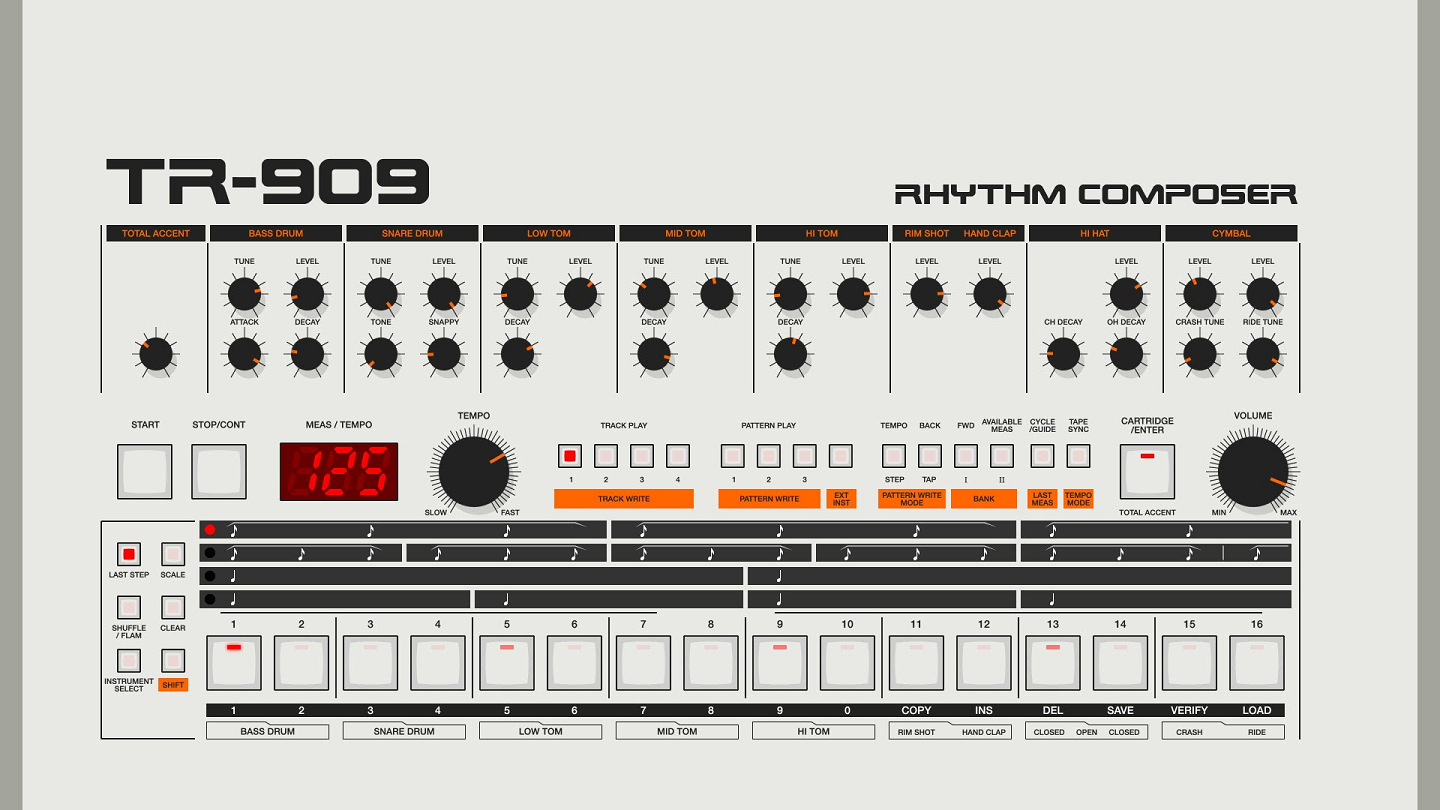 TR-909
RHYTHM COMPOSER
TOTAL ACCENT BASS DRUM SNARE DRUM LOW TOM MID TOM HI TOM RIM SHOT HAND CLAP HI HAT CYMBAL
TUNE LEVEL TUNE LEVEL TUNE LEVEL TUNE LEVEL TUNE LEVEL LEVEL LEVEL LEVEL LEVEL LEVEL
ATTACK DECAY TONE SNAPPY DECAY DECAY DECAY CH DECAY OH DECAY CRASH TUNE RIDE TUNE
START STOP/CONT MEAS / TEMPO TEMPO TRACK PLAY PATTERN PLAY TEMPO BACK FWD AVAILABLE MEAS CYCLE /GUIDE TAPE SYNC CARTRIDGE /ENTER VOLUME
125
1 2 3 4 1 2 3 STEP TAP I II
TRACK WRITE PATTERN WRITE EXT INST PATTERN WRITE MODE BANK LAST MEAS TEMPO MODE
SLOW FAST TOTAL ACCENT MIN MAX
LAST STEP SCALE
SHUFFLE / FLAM CLEAR
INSTRUMENT SELECT SHIFT
1 2 3 4 5 6 7 8 9 10 11 12 13 14 15 16
1 2 3 4 5 6 7 8 9 0 COPY INS DEL SAVE VERIFY LOAD
BASS DRUM SNARE DRUM LOW TOM MID TOM HI TOM RIM SHOT HAND CLAP CLOSED OPEN CLOSED CRASH RIDE